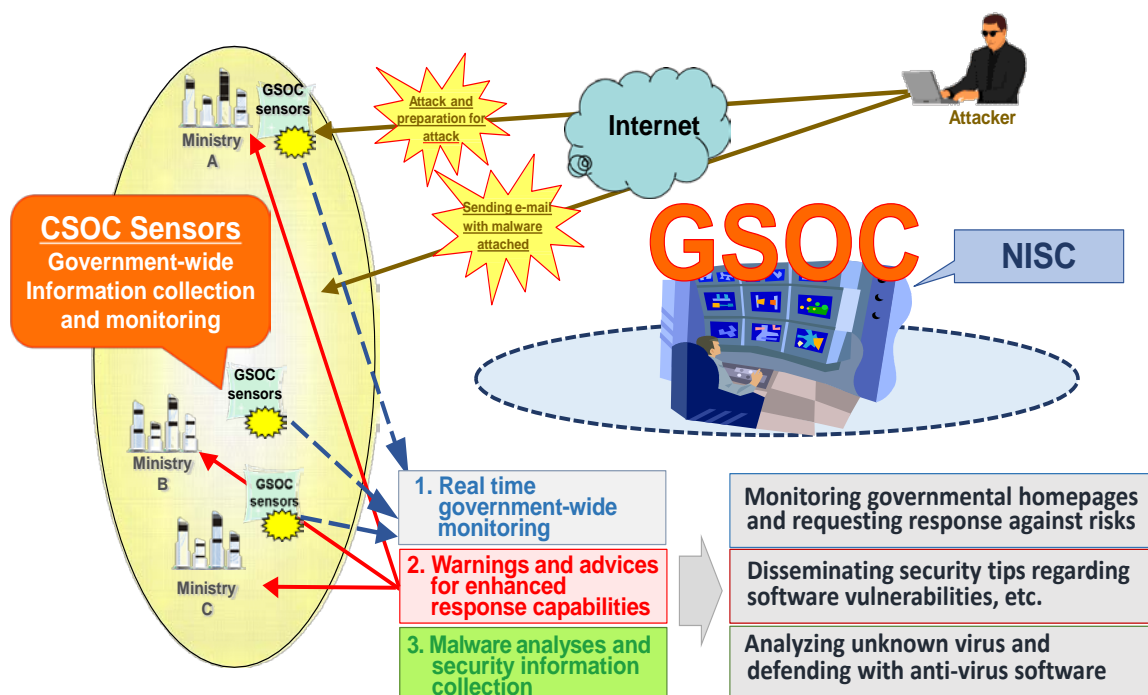 GSOC
sensors
Ministry
A
Attack and
preparation for
attack
Internet
Attacker
Sending e-mail
with malware
attached
CSOC Sensors
Government-wide
Information collection
and monitoring
GSOC
NISC
GSOC
sensors
Ministry
B
GSOC
sensors
Ministry
C
1. Real time
government-wide
monitoring
2. Warnings and advices
for enhanced
response capabilities
3. Malware analyses and
security information
collection
Monitoring governmental homepages
and requesting response against risks
Disseminating security tips regarding
software vulnerabilities, etc.
Analyzing unknown virus and
defending with anti-virus software